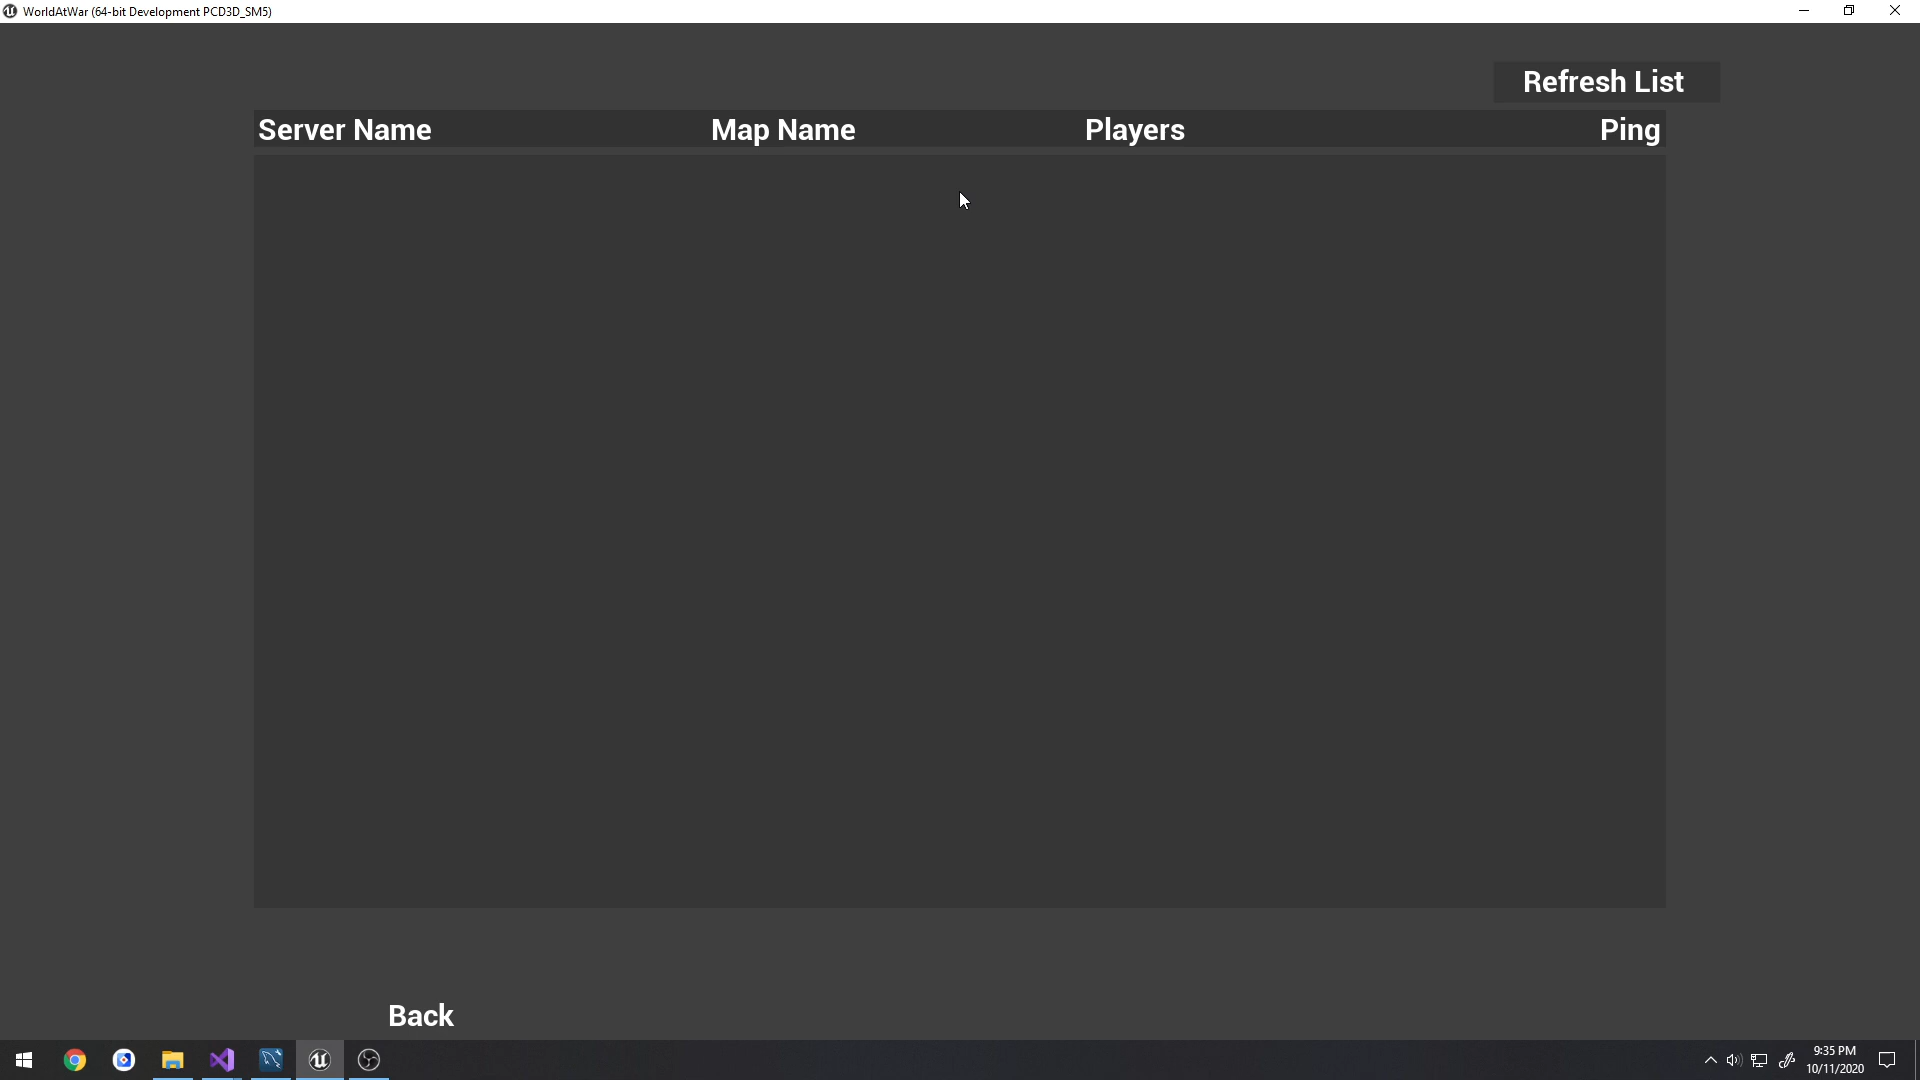 WorldAtWar (64-bit Development PCD3D_SM5)
Refresh List
Server Name Map Name Players Ping
Back
9:35 PM
10/11/2020